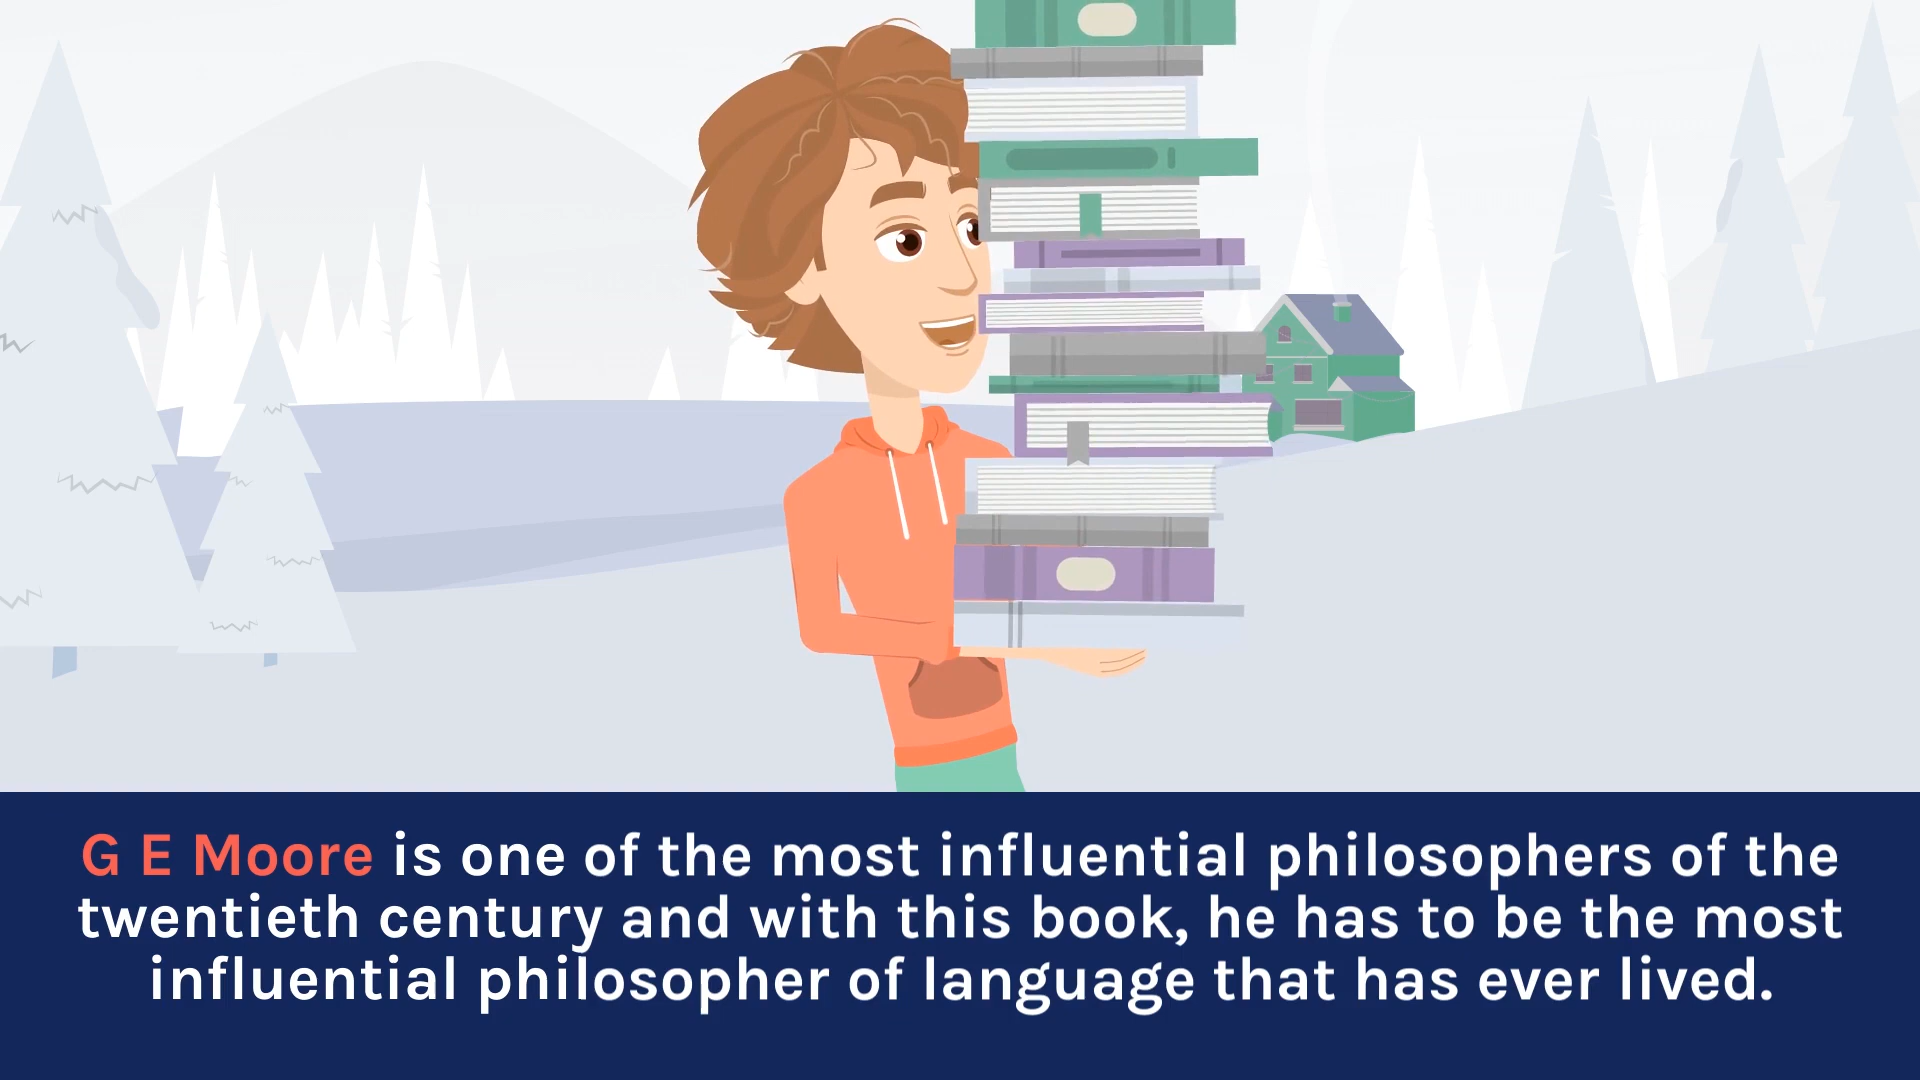 G E Moore is one of the most influential philosophers of the
twentieth century and with this book, he has to be the most
influential philosopher of language that has ever lived.